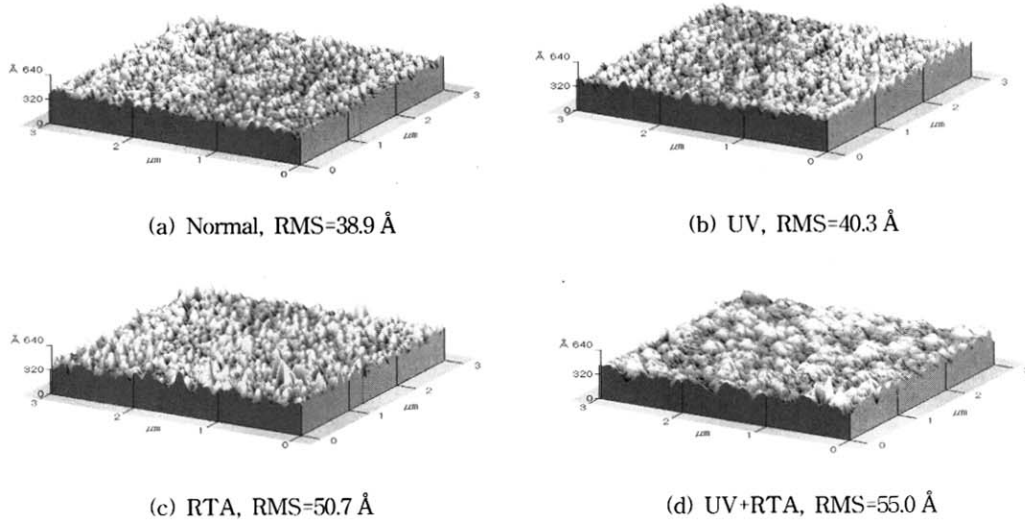 Å 640
320
0
3
2
μm
1
0
0
1
μm
2
3
(a) Normal, RMS=38.9 Å
Å 640
320
0
3
2
μm
1
0
0
1
μm
2
3
(b) UV, RMS=40.3 Å
Å 640
320
0
3
2
μm
1
0
0
1
μm
2
3
(c) RTA, RMS=50.7 Å
Å 640
320
0
3
2
μm
1
0
0
1
μm
2
(d) UV+RTA, RMS=55.0 Å